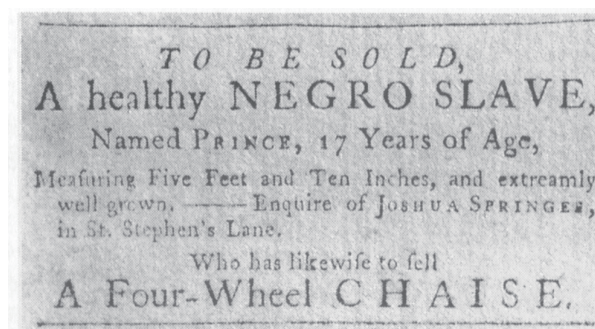 TO BE SOLD,
A healthy NEGRO SLAVE,
Named PRINCE, 17 Years of Age,
Meaſuring Five Feet and Ten Inches, and extreamly
well grown. ——— Enquire of JOSHUA SPRINGER,
in St. Stephen's Lane.
Who has likewiſe to ſell
A Four-Wheel CHAISE.